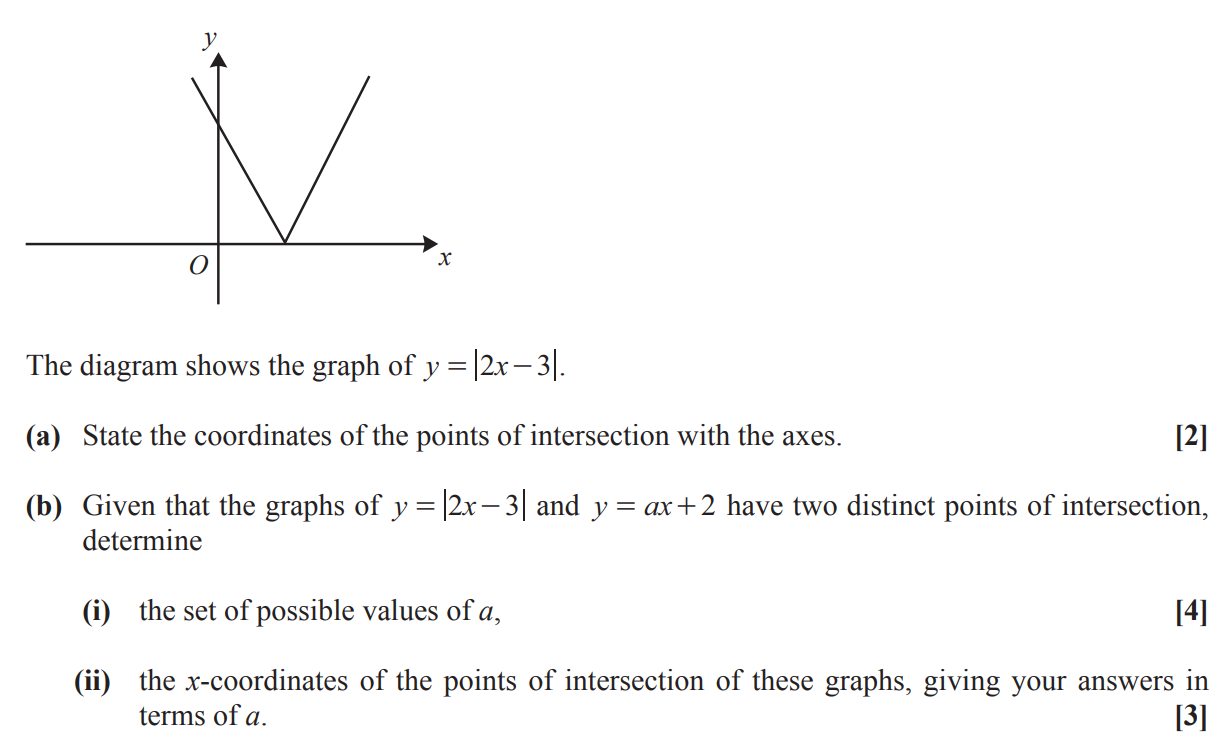 y
O
x
The diagram shows the graph of y = |2x − 3|.
(a) State the coordinates of the points of intersection with the axes. [2]
(b) Given that the graphs of y = |2x − 3| and y = ax + 2 have two distinct points of intersection,
determine
(i) the set of possible values of a, [4]
(ii) the x-coordinates of the points of intersection of these graphs, giving your answers in
terms of a. [3]